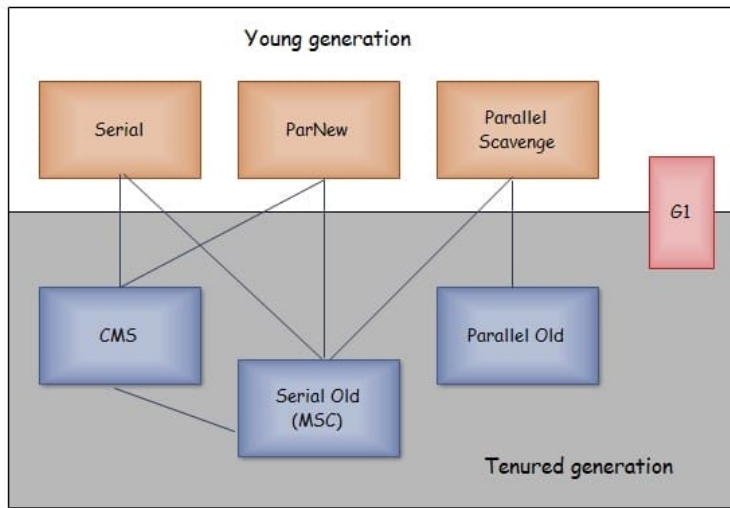 Young generation
Serial
ParNew
Parallel
Scavenge
G1
CMS
Parallel Old
Serial Old
(MSC)
Tenured generation